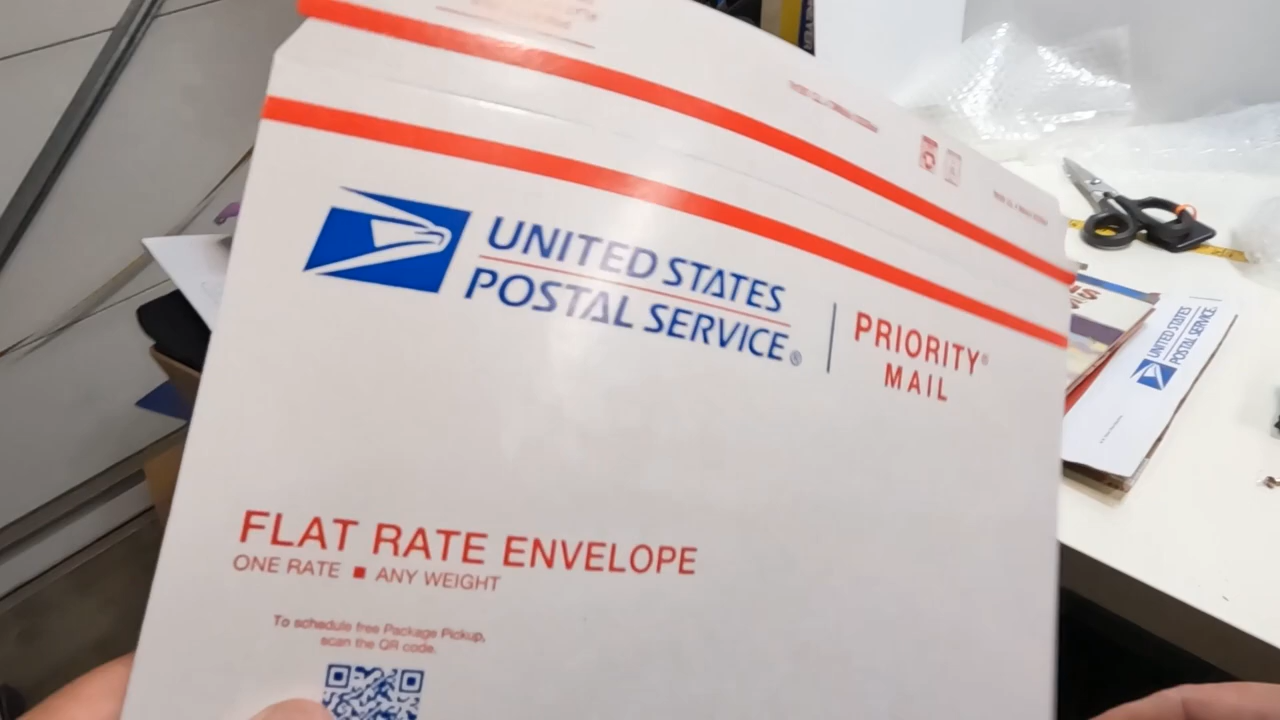 UNITED STATES
POSTAL SERVICE®
PRIORITY®
MAIL
FLAT RATE ENVELOPE
ONE RATE ■ ANY WEIGHT
To schedule free Package Pickup,
scan the QR code.
UNITED STATES
POSTAL SERVICE